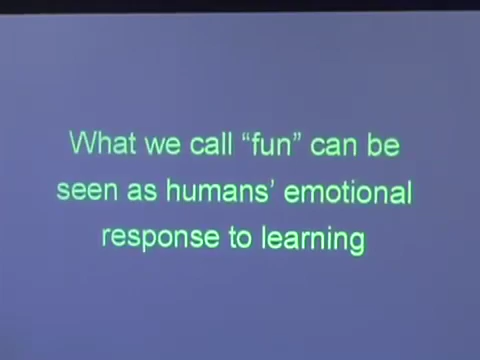 What we call “fun” can be
seen as humans’ emotional
response to learning